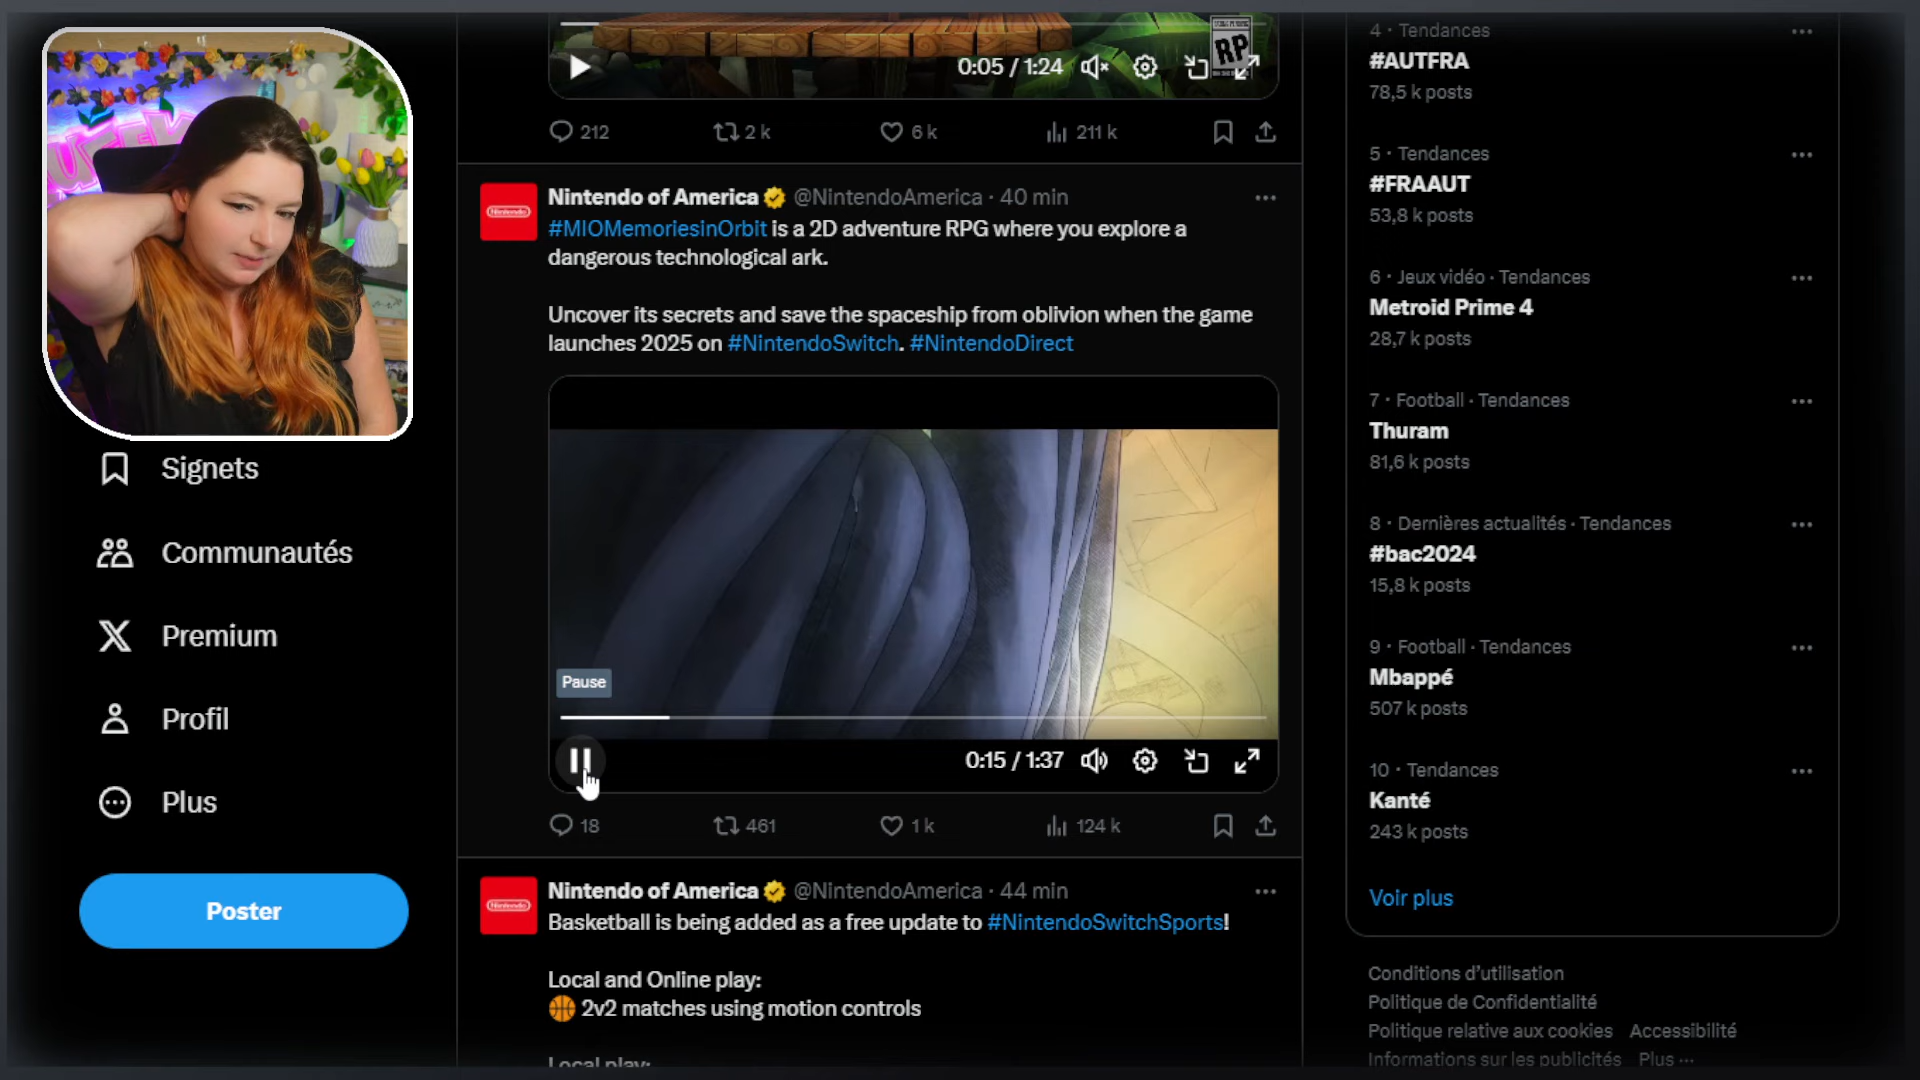 Signets
Communautés
Premium
Profil
Plus
Poster
RP
0:05 / 1:24
212
2 k
6 k
211 k
Nintendo
Nintendo of America @NintendoAmerica · 40 min
#MIOMemoriesinOrbit is a 2D adventure RPG where you explore a
dangerous technological ark.
Uncover its secrets and save the spaceship from oblivion when the game
launches 2025 on #NintendoSwitch. #NintendoDirect
Pause
0:15 / 1:37
18
461
1 k
124 k
Nintendo
Nintendo of America @NintendoAmerica · 44 min
Basketball is being added as a free update to #NintendoSwitchSports!
Local and Online play:
🏀 2v2 matches using motion controls
Local play:
4 · Tendances
#AUTFRA
78,5 k posts
5 · Tendances
#FRAAUT
53,8 k posts
6 · Jeux vidéo · Tendances
Metroid Prime 4
28,7 k posts
7 · Football · Tendances
Thuram
81,6 k posts
8 · Dernières actualités · Tendances
#bac2024
15,8 k posts
9 · Football · Tendances
Mbappé
507 k posts
10 · Tendances
Kanté
243 k posts
Voir plus
Conditions d'utilisation
Politique de Confidentialité
Politique relative aux cookies Accessibilité
Informations sur les publicités Plus ···